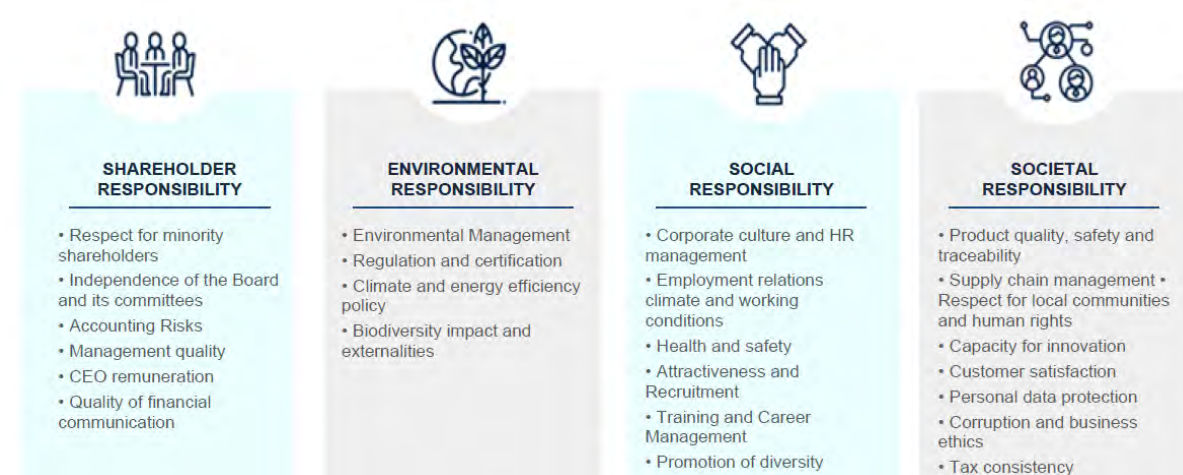 SHAREHOLDER
RESPONSIBILITY
• Respect for minority
shareholders
• Independence of the Board
and its committees
• Accounting Risks
• Management quality
• CEO remuneration
• Quality of financial
communication
ENVIRONMENTAL
RESPONSIBILITY
• Environmental Management
• Regulation and certification
• Climate and energy efficiency
policy
• Biodiversity impact and
externalities
SOCIAL
RESPONSIBILITY
• Corporate culture and HR
management
• Employment relations
climate and working
conditions
• Health and safety
• Attractiveness and
Recruitment
• Training and Career
Management
• Promotion of diversity
SOCIETAL
RESPONSIBILITY
• Product quality, safety and
traceability
• Supply chain management •
Respect for local communities
and human rights
• Capacity for innovation
• Customer satisfaction
• Personal data protection
• Corruption and business
ethics
• Tax consistency